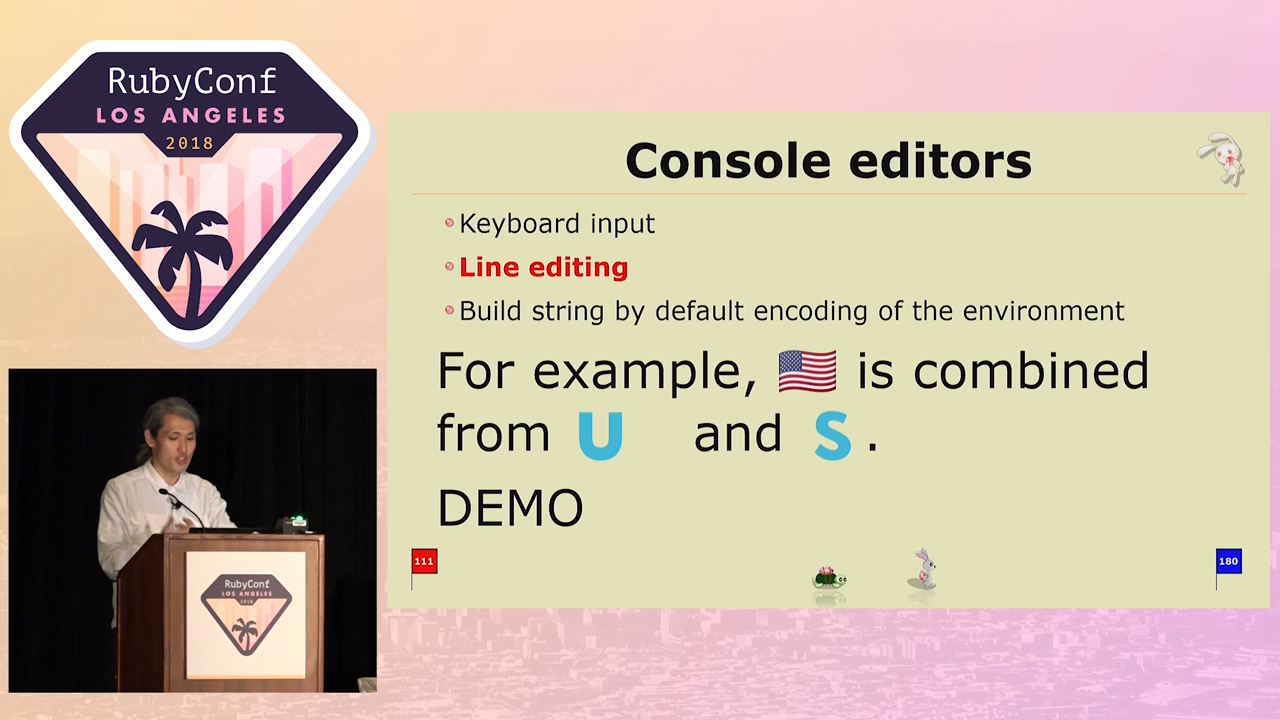 RubyConf
LOS ANGELES
2018
Console editors
Keyboard input
Line editing
Build string by default encoding of the environment
For example, 🇺🇸 is combined
from U and S .
DEMO
111
180
RubyConf
LOS ANGELES
2018